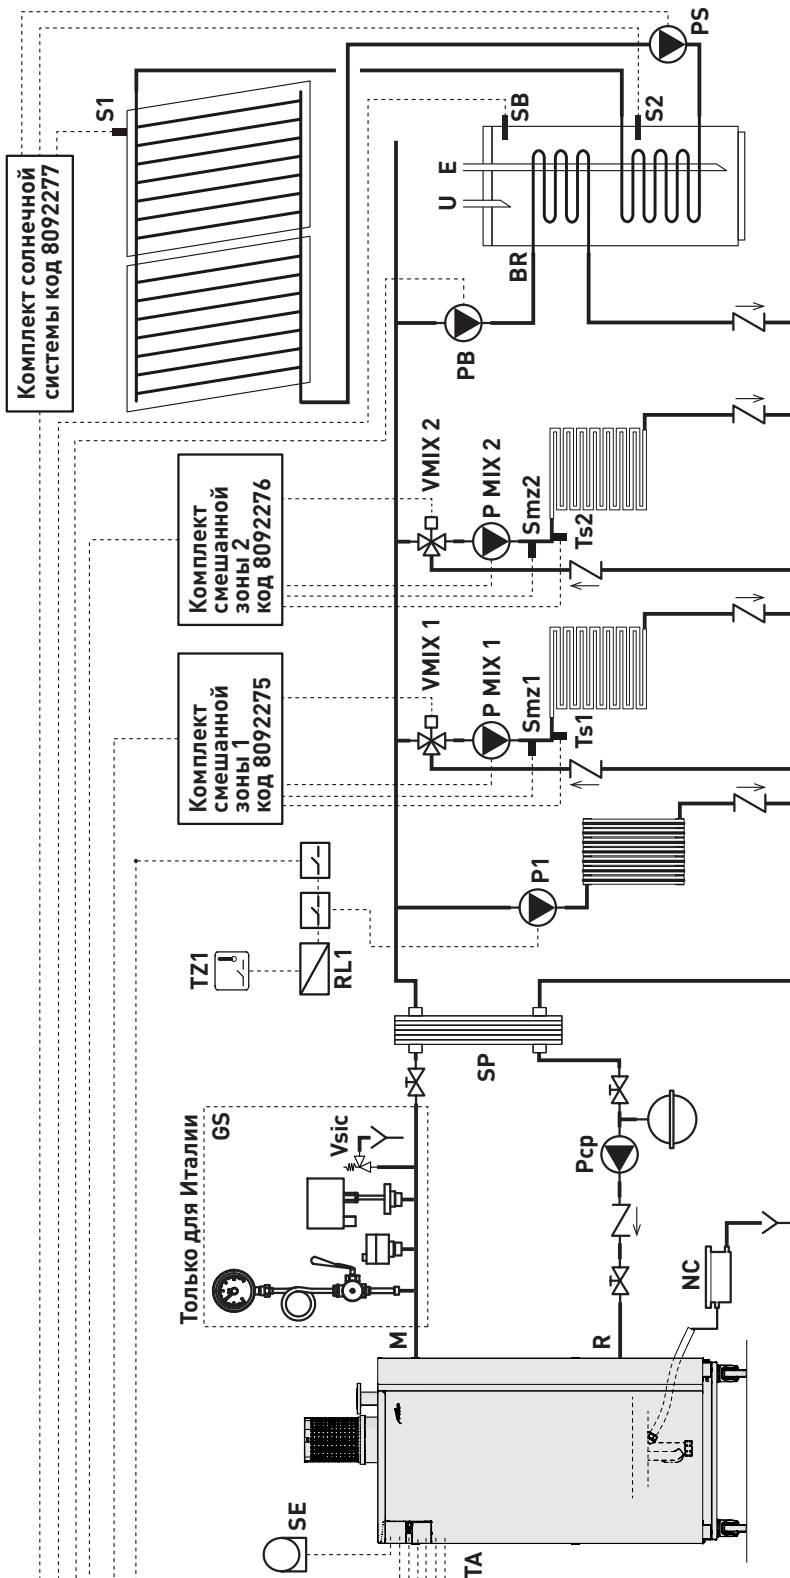 Комплект солнечной
системы код 8092277
S1
PS
SB
S2
E
U
BR
PB
Комплект
смешанной
зоны 2
код 8092276
VMIX 2
P MIX 2
Smz2
Ts2
Комплект
смешанной
зоны 1
код 8092275
VMIX 1
P MIX 1
Smz1
Ts1
TZ1
RL1
P1
SP
Только для Италии
GS
Vsic
Pcp
M
R
NC
SE
TA